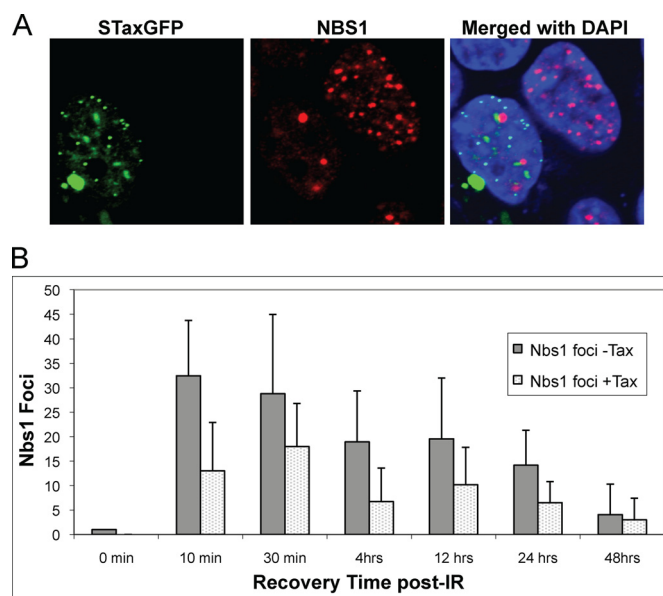 A
STaxGFP
NBS1
Merged with DAPI
B
50
45
40
35
30
25
20
15
10
5
0
Nbs1 Foci
Nbs1 foci -Tax
Nbs1 foci +Tax
0 min
10 min
30 min
4hrs
12 hrs
24 hrs
48hrs
Recovery Time post-IR